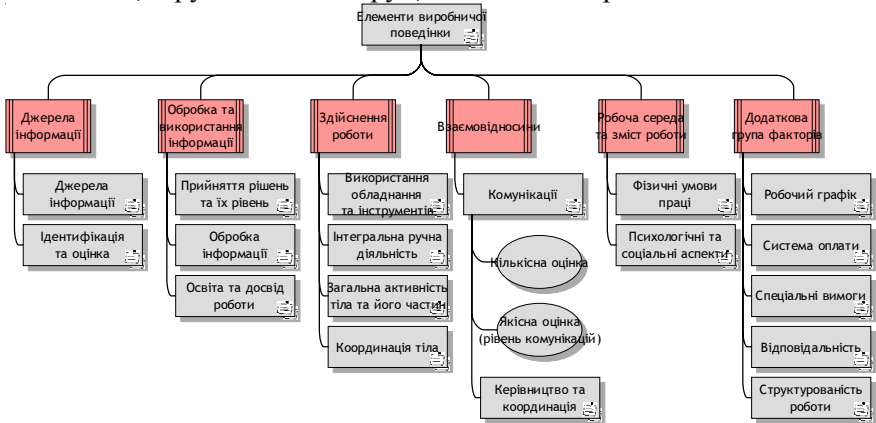 Елементи виробничої
поведінки
Джерела
інформації
Обробка та
використання
інформації
Здійснення
роботи
Взаємовідносини
Робоча середа
та зміст роботи
Додаткова
група факторів
Джерела
інформації
Ідентифікація
та оцінка
Прийняття рішень
та їх рівень
Обробка
інформації
Освіта та досвід
роботи
Використання
обладнання
та інструментів
Інтегральна ручна
діяльність
Загальна активність
тіла та його частин
Координація тіла
Комунікації
Кількісна оцінка
Якісна оцінка
(рівень комунікацій)
Керівництво та
координація
Фізичні умови
праці
Психологічні та
соціальні аспекти
Робочий графік
Система оплати
Спеціальні вимоги
Відповідальність
Структурованість
роботи